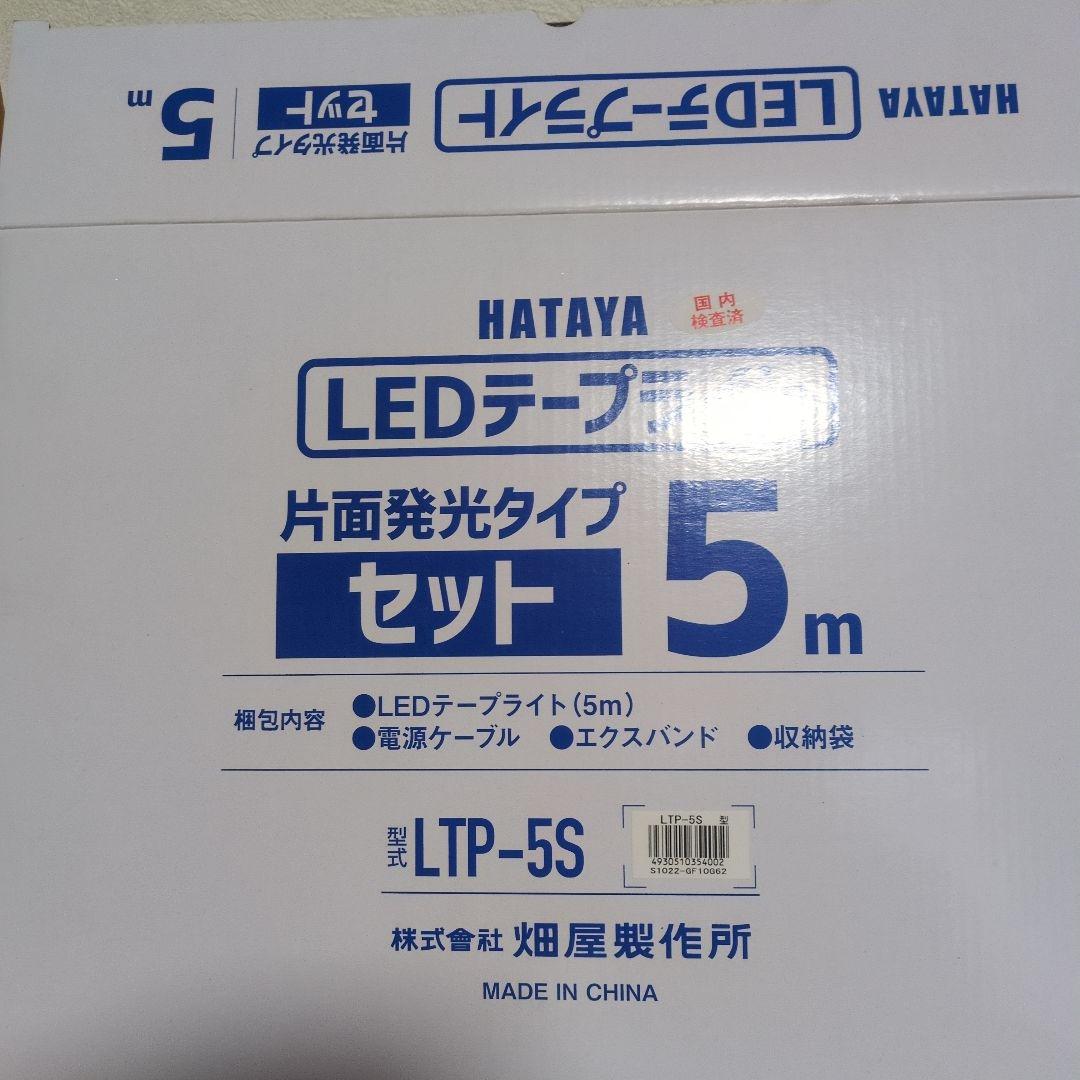 HATAYA
LEDテープライト
片面発光タイプ
セット
5m
HATAYA
国内
検査済
LEDテープラ
片面発光タイプ
セット
5m
梱包内容
●LEDテープライト(5m)
●電源ケーブル ●エクスバンド ●収納袋
型式 LTP-5S
LTP-5S 型
4930510354002
S1022-GF10G62
株式會社 畑屋製作所
MADE IN CHINA